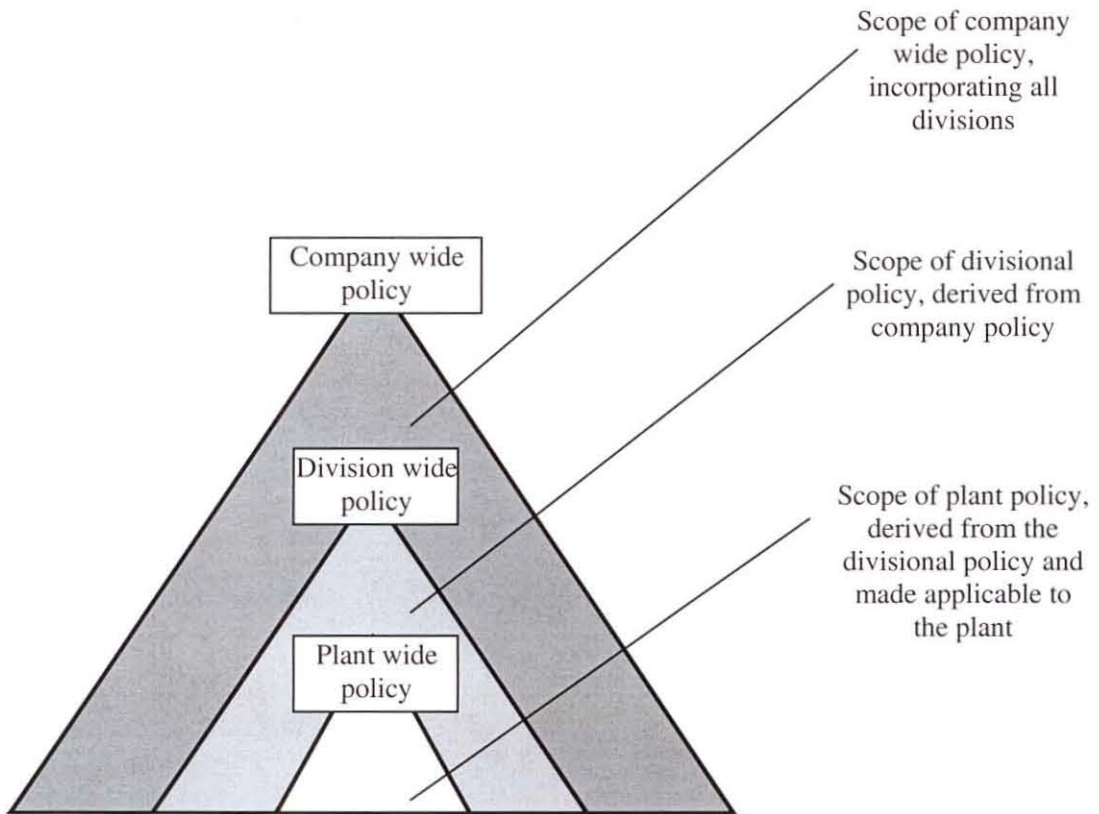 Scope of company
wide policy,
incorporating all
divisions
Company wide
policy
Scope of divisional
policy, derived from
company policy
Division wide
policy
Scope of plant policy,
derived from the
divisional policy and
made applicable to
the plant
Plant wide
policy